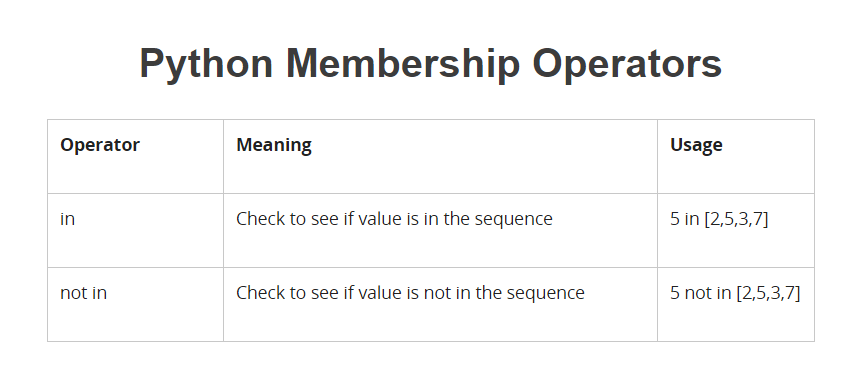 Python Membership Operators
Operator Meaning Usage
in Check to see if value is in the sequence 5 in [2,5,3,7]
not in Check to see if value is not in the sequence 5 not in [2,5,3,7]